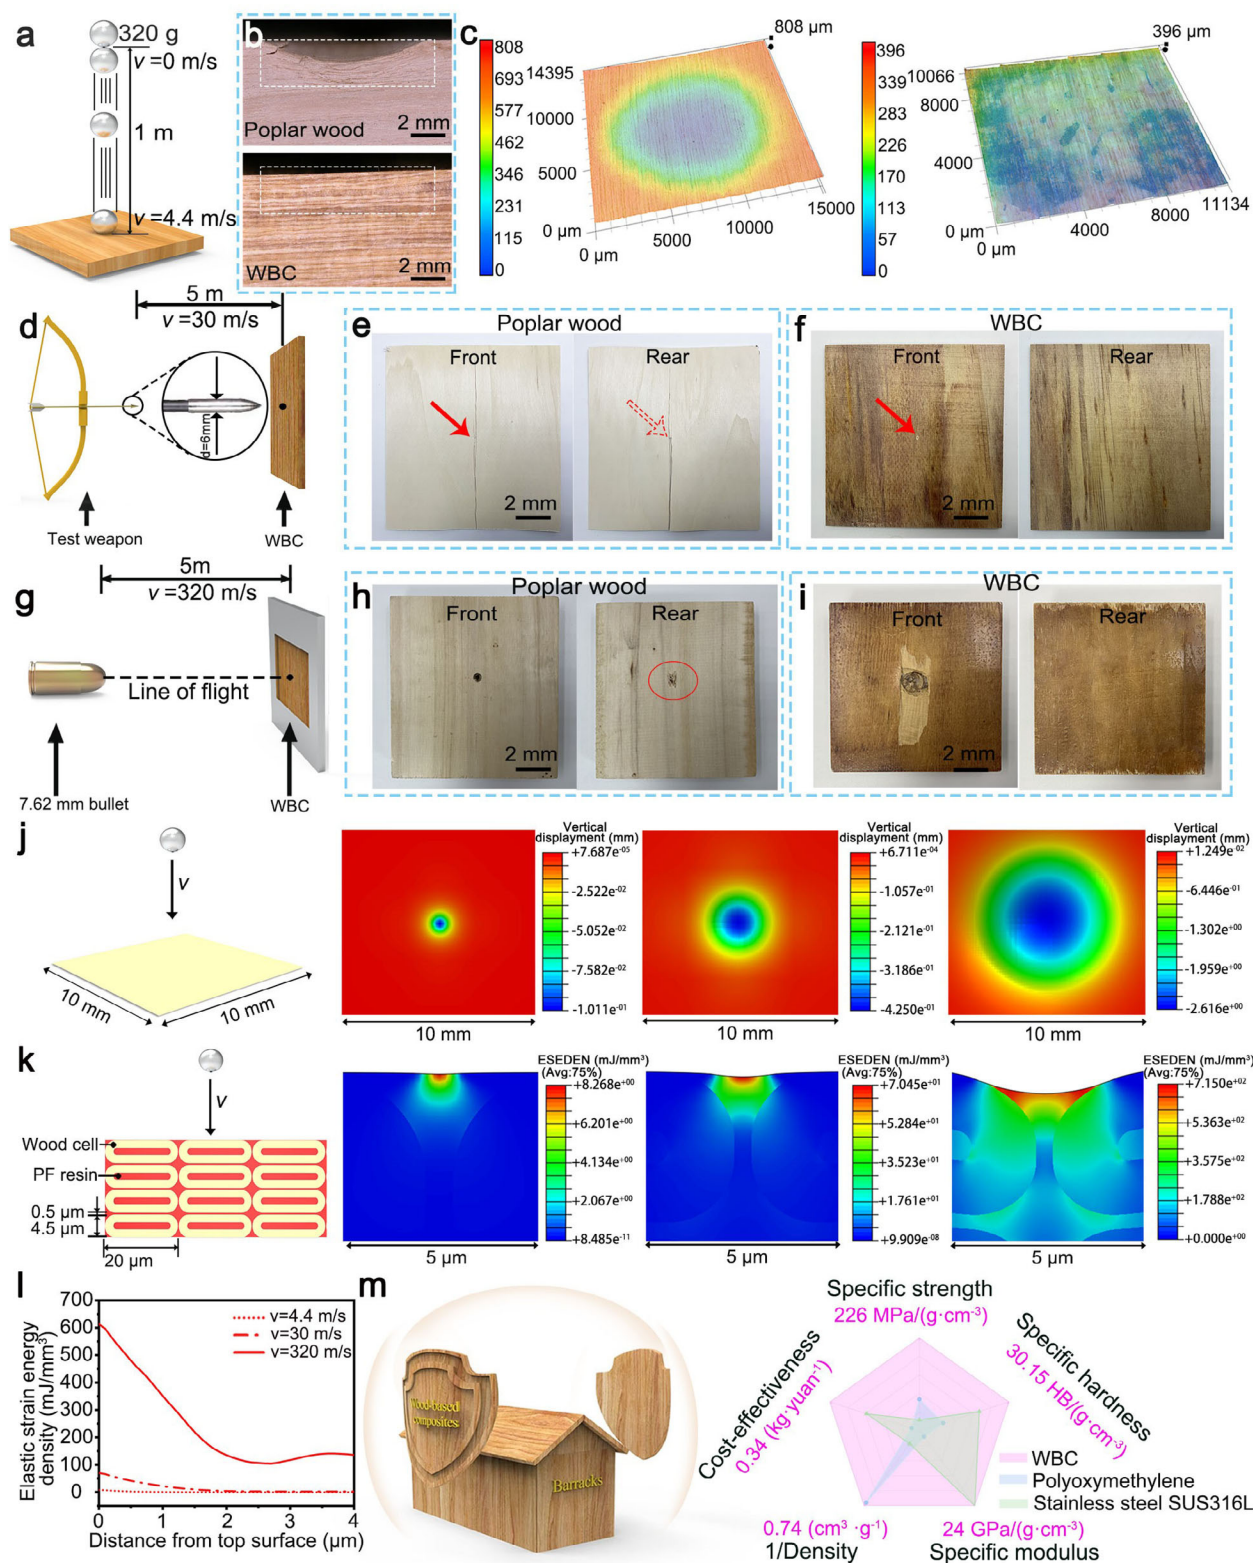 a
320 g
v=0 m/s
1 m
v=4.4 m/s
b
Poplar wood
2 mm
WBC
2 mm
c
808
693
577
462
346
231
115
0
808 µm
14395
10000
5000
0 µm
0 µm
5000
10000
15000
396
339
283
226
170
113
57
0
396 µm
10066
8000
4000
0 µm
0 µm
4000
8000
11134
d
5 m
v=30 m/s
d=6mm
Test weapon
WBC
e
Poplar wood
Front
Rear
2 mm
f
WBC
Front
Rear
2 mm
g
5m
v=320 m/s
Line of flight
7.62 mm bullet
WBC
h
Poplar wood
Front
Rear
2 mm
i
WBC
Front
Rear
2 mm
j
v
10 mm
10 mm
Vertical
displayment (mm)
+7.687e-05
-2.522e-02
-5.052e-02
-7.582e-02
-1.011e-01
10 mm
Vertical
displayment (mm)
+6.711e-04
-1.057e-01
-2.121e-01
-3.186e-01
-4.250e-01
10 mm
Vertical
displayment (mm)
+1.249e-02
-6.446e-01
-1.302e+00
-1.959e+00
-2.616e+00
10 mm
k
v
Wood cell
PF resin
0.5 µm
4.5 µm
20 µm
ESEDEN (mJ/mm³)
(Avg:75%)
+8.268e+00
+6.201e+00
+4.134e+00
+2.067e+00
+8.485e-11
5 µm
ESEDEN (mJ/mm³)
(Avg:75%)
+7.045e+01
+5.284e+01
+3.523e+01
+1.761e+01
+9.909e-08
5 µm
ESEDEN (mJ/mm³)
(Avg:75%)
+7.150e+02
+5.363e+02
+3.575e+02
+1.788e+02
+0.000e+00
5 µm
l
Elastic strain energy
density (mJ/mm³)
700
600
500
400
300
200
100
0
v=4.4 m/s
v=30 m/s
v=320 m/s
0
1
2
3
4
Distance from top surface (µm)
m
Wood-based
composites
Barracks
Specific strength
226 MPa/(g·cm-3)
Specific hardness
30.15 HB/(g·cm-3)
Cost-effectiveness
0.34 (kg·yuan-1)
WBC
Polyoxymethylene
Stainless steel SUS316L
0.74 (cm3 ·g-1)
1/Density
24 GPa/(g·cm-3)
Specific modulus